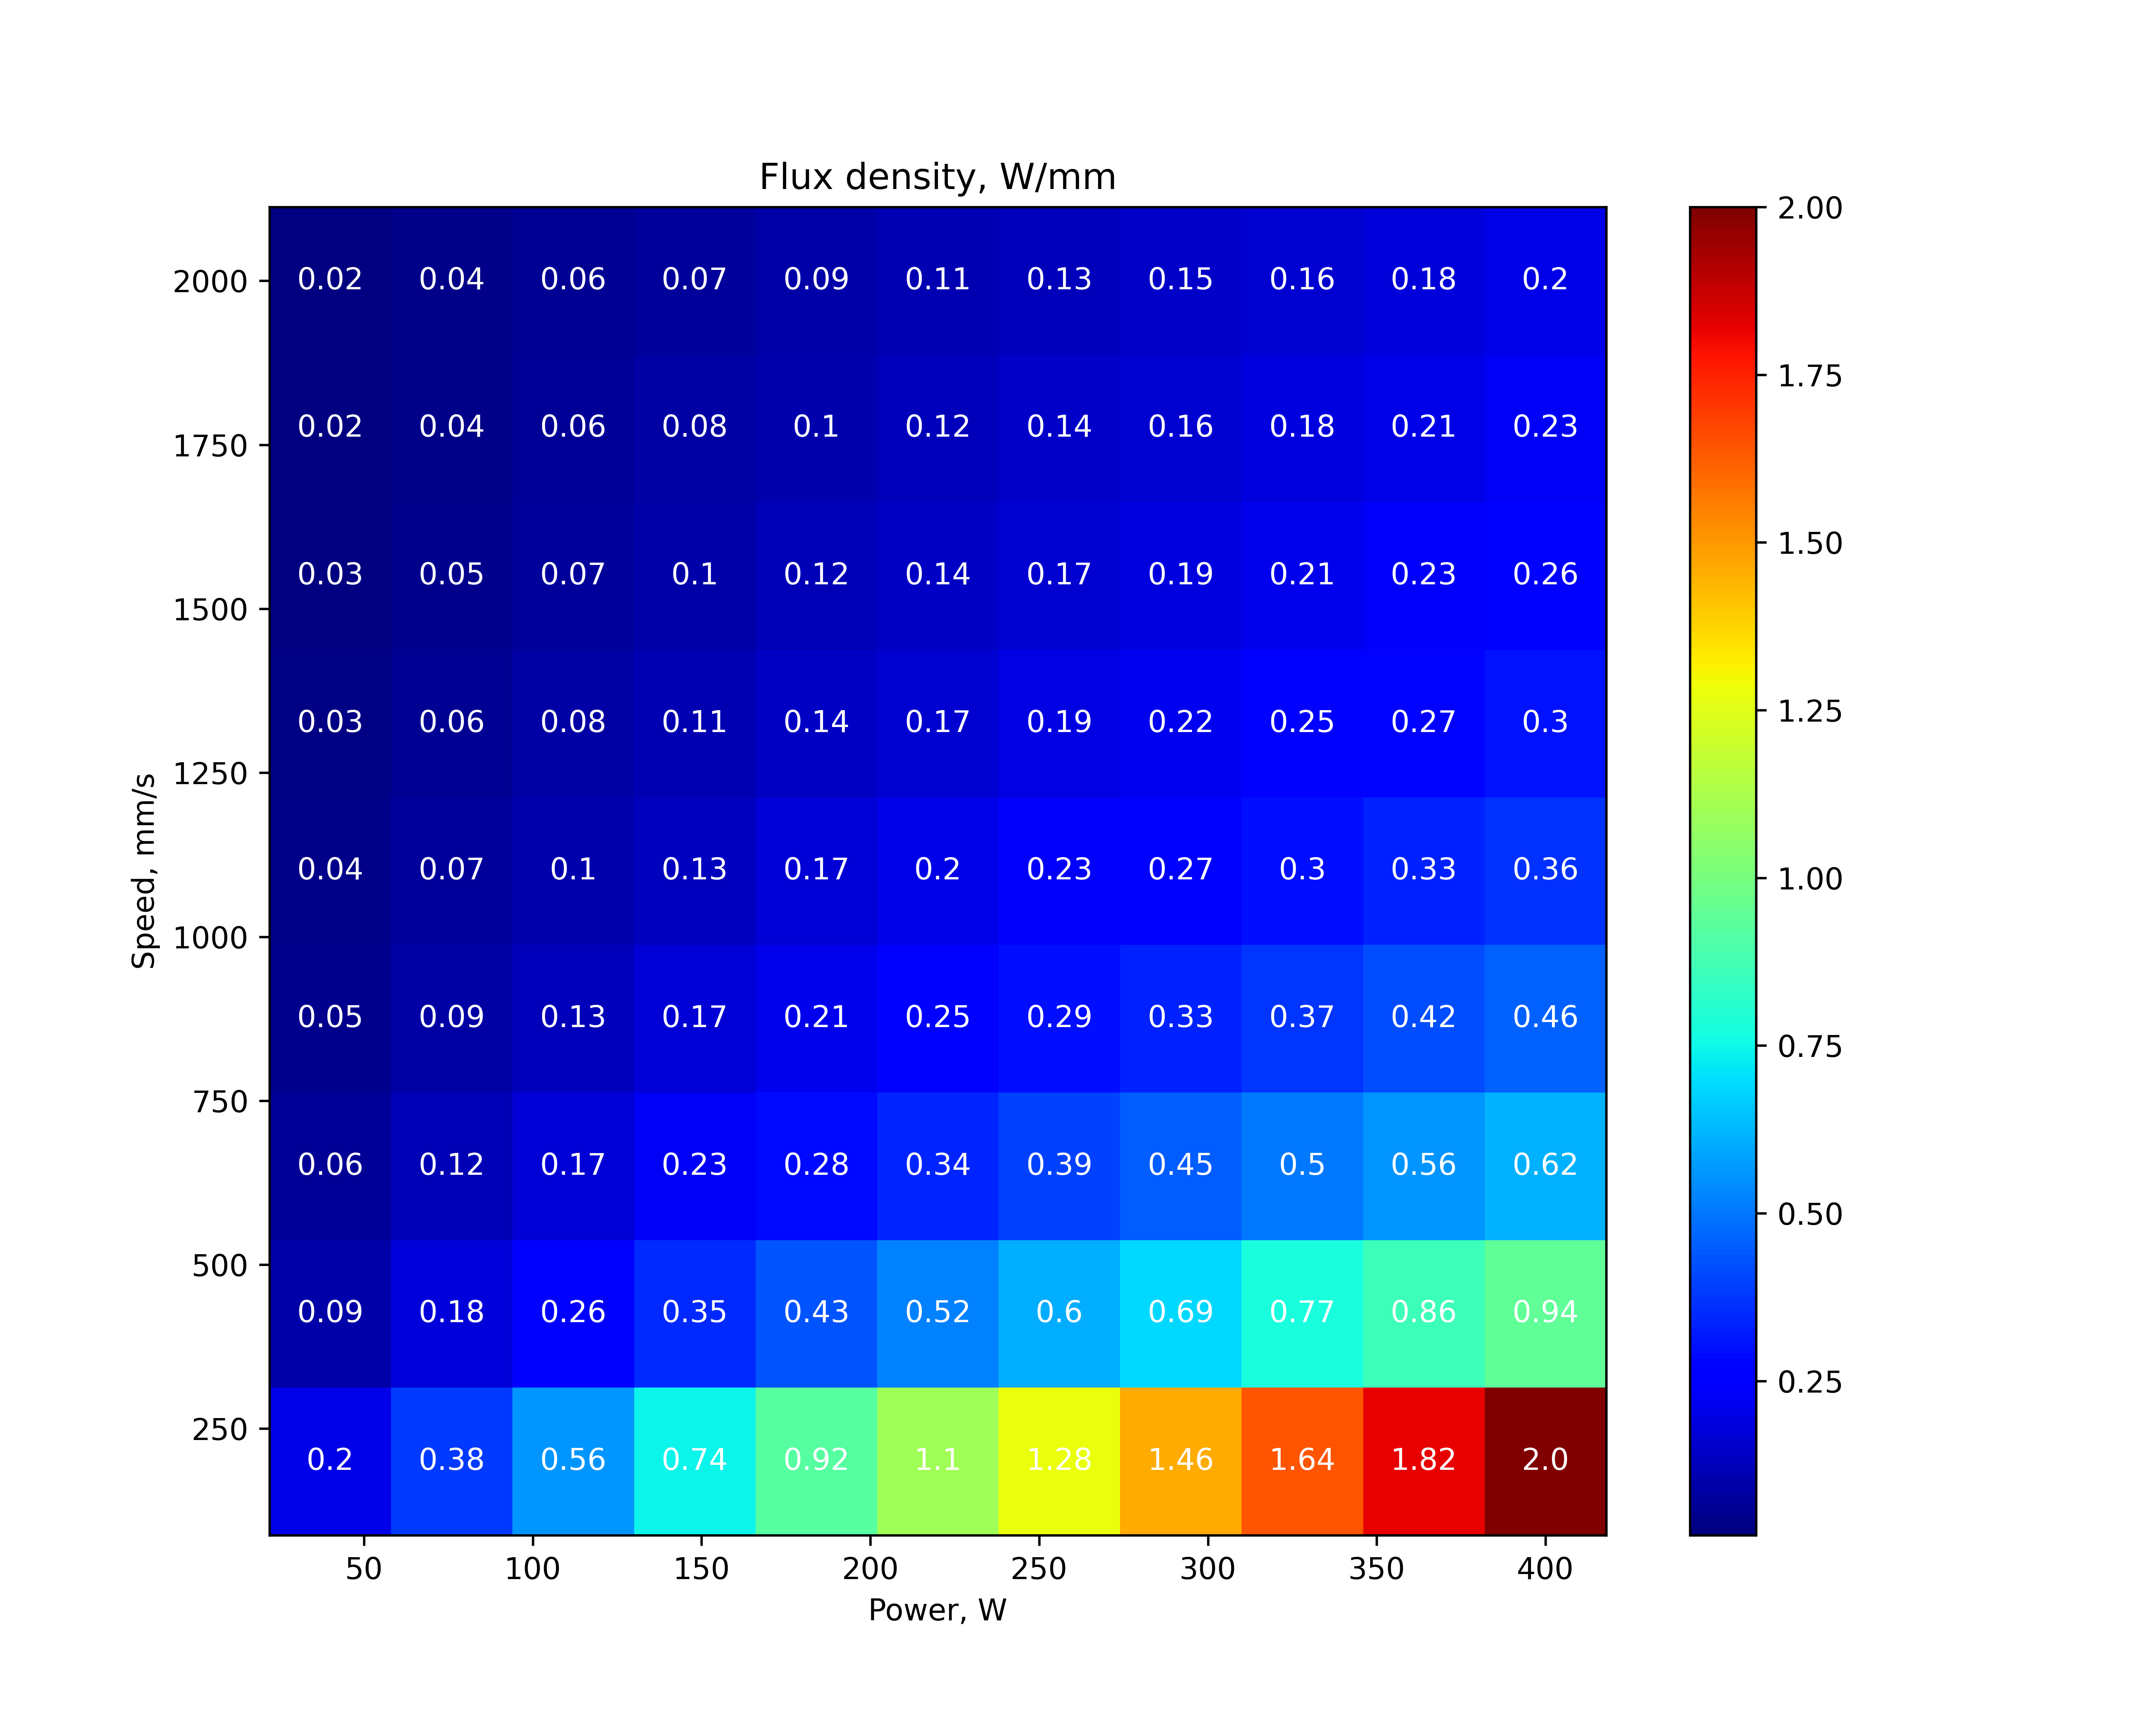 Flux density, W/mm
2000 0.02 0.04 0.06 0.07 0.09 0.11 0.13 0.15 0.16 0.18 0.2
1750 0.02 0.04 0.06 0.08 0.1 0.12 0.14 0.16 0.18 0.21 0.23
1500 0.03 0.05 0.07 0.1 0.12 0.14 0.17 0.19 0.21 0.23 0.26
0.03 0.06 0.08 0.11 0.14 0.17 0.19 0.22 0.25 0.27 0.3
1250
0.04 0.07 0.1 0.13 0.17 0.2 0.23 0.27 0.3 0.33 0.36
1000
0.05 0.09 0.13 0.17 0.21 0.25 0.29 0.33 0.37 0.42 0.46
750
0.06 0.12 0.17 0.23 0.28 0.34 0.39 0.45 0.5 0.56 0.62
500
0.09 0.18 0.26 0.35 0.43 0.52 0.6 0.69 0.77 0.86 0.94
250
0.2 0.38 0.56 0.74 0.92 1.1 1.28 1.46 1.64 1.82 2.0
50 100 150 200 250 300 350 400
Power, W
Speed, mm/s
2.00
1.75
1.50
1.25
1.00
0.75
0.50
0.25